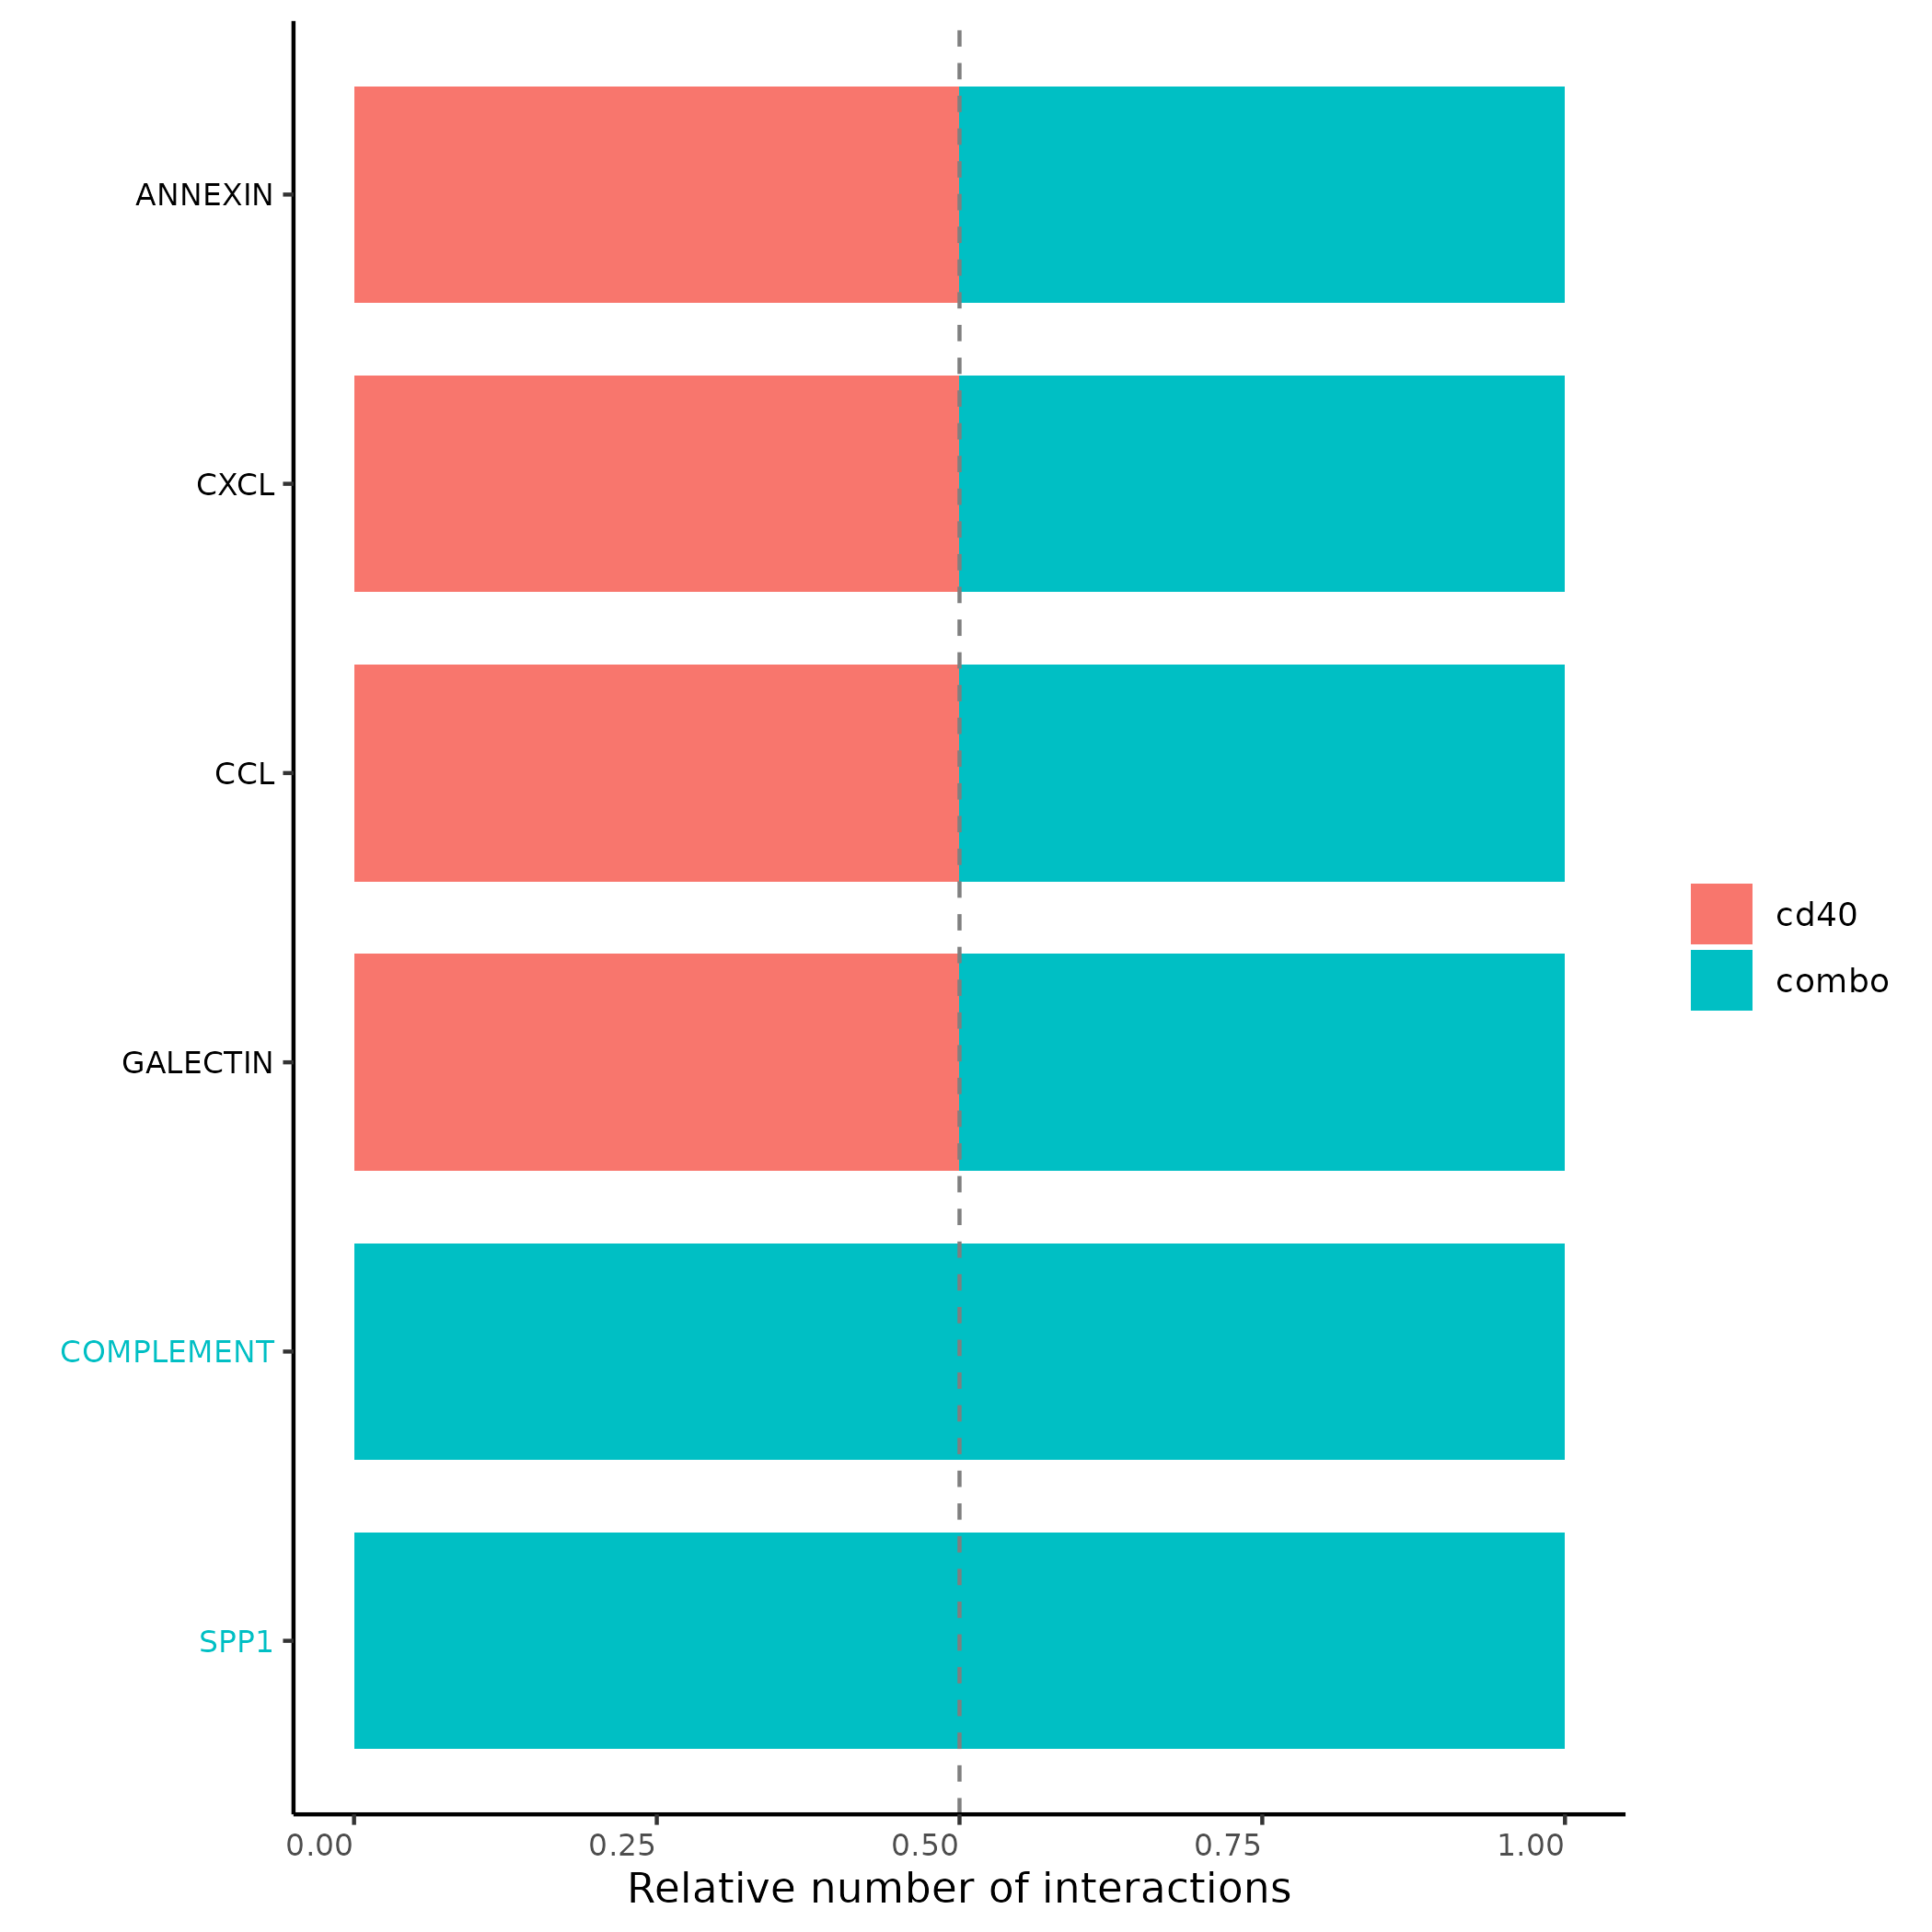 ANNEXIN
CXCL
CCL
GALECTIN
COMPLEMENT
SPP1
0.00 0.25 0.50 0.75 1.00
Relative number of interactions
cd40
combo